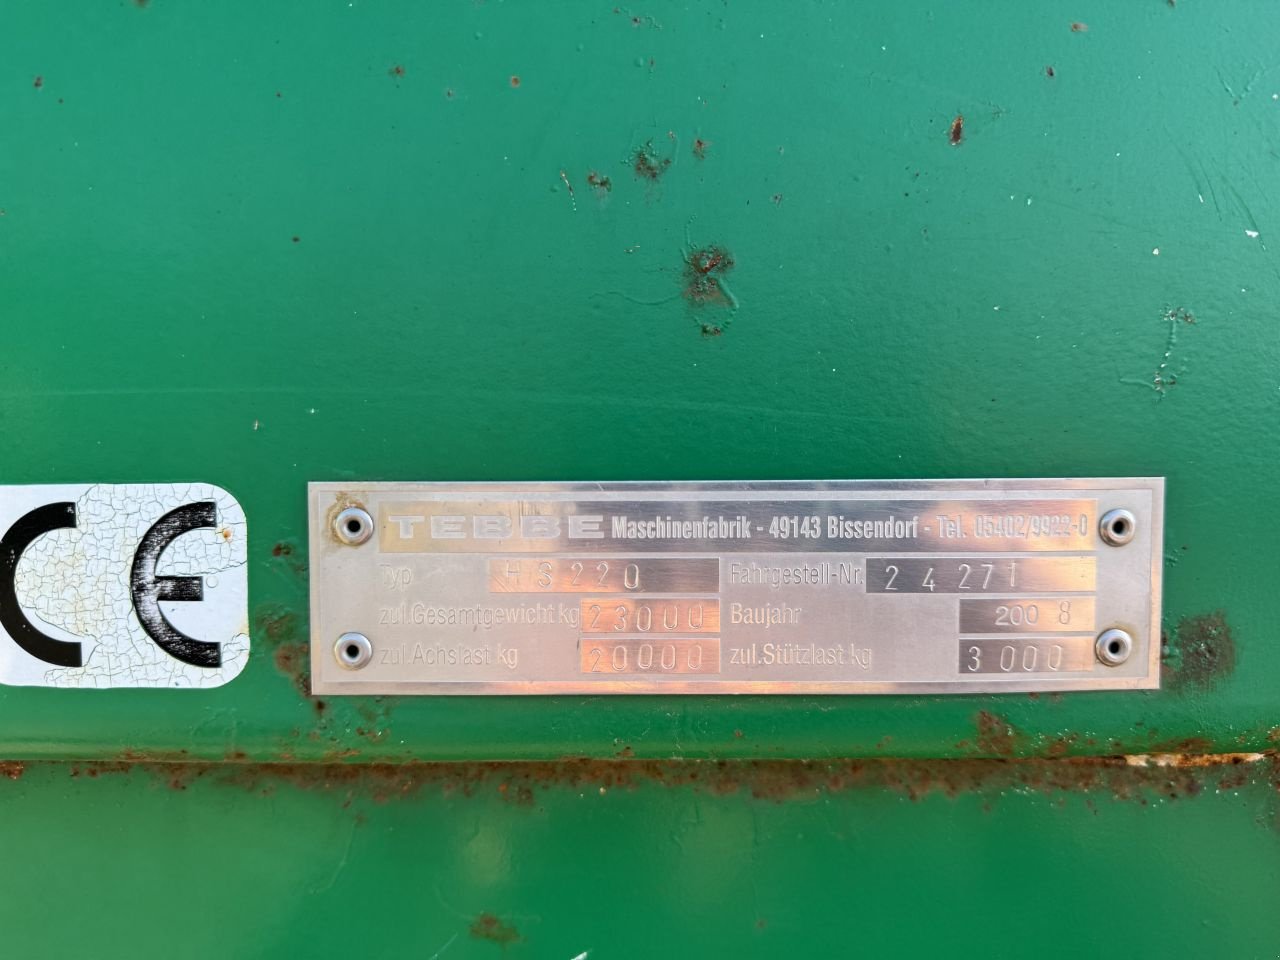 CE
TEBBE Maschinenfabrik - 49143 Bissendorf - Tel. 05402/9922-0
Typ HS220 Fahrgestell-Nr. 24271
zul.Gesamtgewicht kg 23000 Baujahr 2008
zul.Achslast kg 20000 zul.Stützlast kg 3000